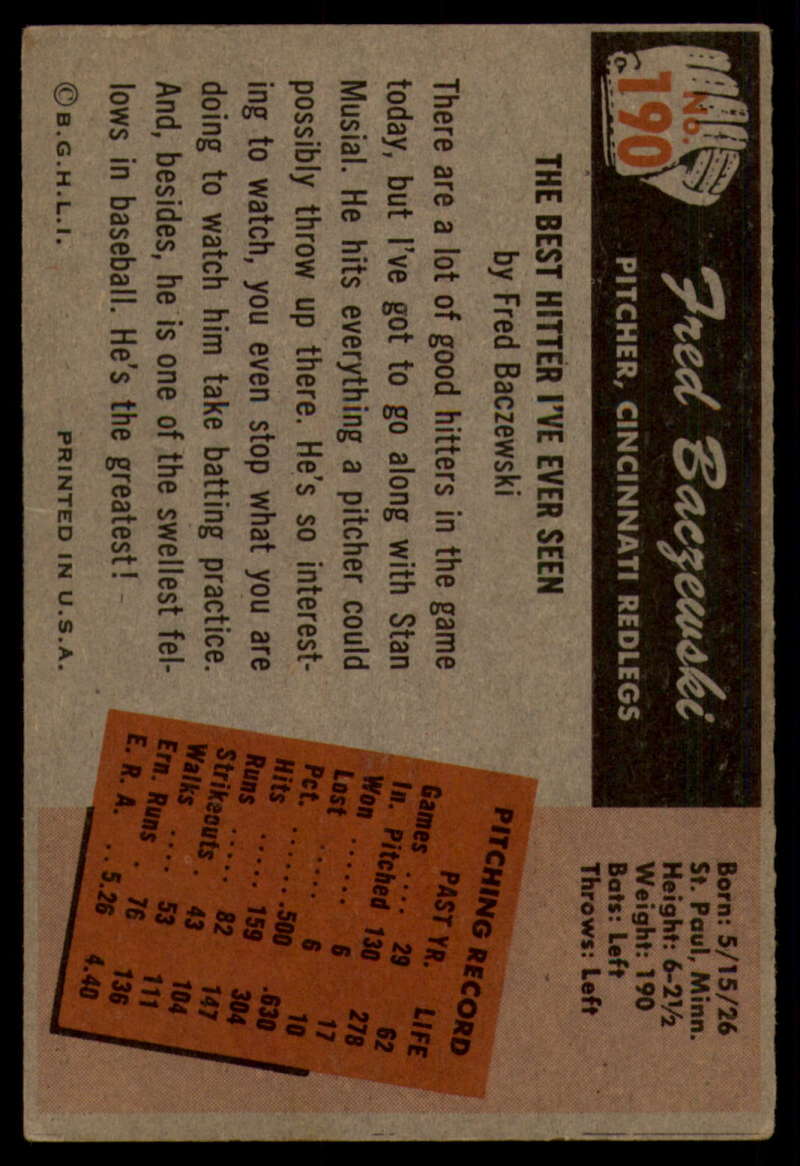 No.
190
Fred Baczewski
PITCHER, CINCINNATI REDLEGS
Born: 5/15/26
St. Paul, Minn.
Height: 6-2½
Weight: 190
Bats: Left
Throws: Left
THE BEST HITTER I'VE EVER SEEN
by Fred Baczewski
There are a lot of good hitters in the game
today, but I've got to go along with Stan
Musial. He hits everything a pitcher could
possibly throw up there. He's so interest-
ing to watch, you even stop what you are
doing to watch him take batting practice.
And, besides, he is one of the swellest fel-
lows in baseball. He's the greatest!
© B.G.H.L.I. PRINTED IN U.S.A.
PITCHING RECORD
PAST YR. LIFE
Games .... 29 62
In. Pitched 130 278
Won ...... 6 17
Lost ..... 6 10
Pct. ......500 .630
Hits ..... 159 304
Runs ..... 82 147
Strikeouts . 43 104
Walks .... 53 111
Ern. Runs . 76 136
E. R. A. .. 5.26 4.40